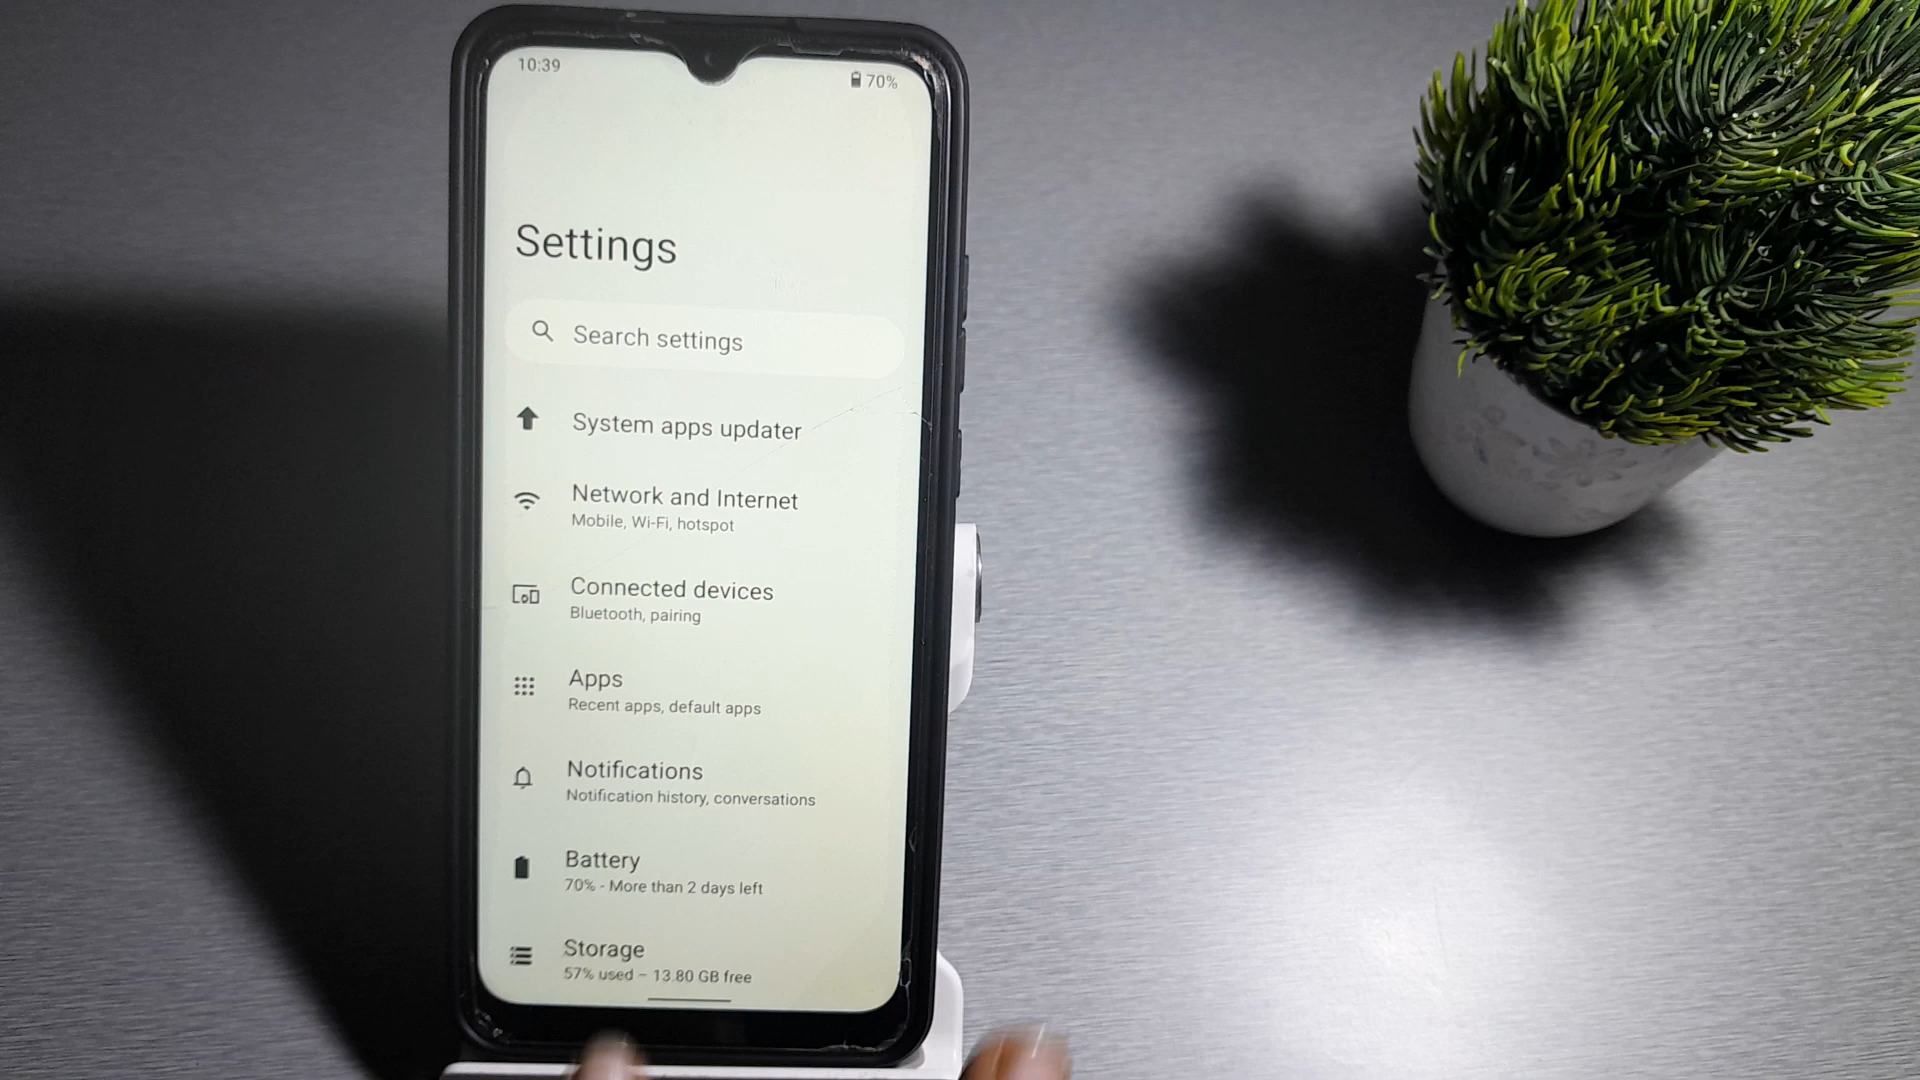 10:39
70%
Settings
Search settings
System apps updater
Network and Internet
Mobile, Wi-Fi, hotspot
Connected devices
Bluetooth, pairing
Apps
Recent apps, default apps
Notifications
Notification history, conversations
Battery
70% - More than 2 days left
Storage
57% used – 13.80 GB free